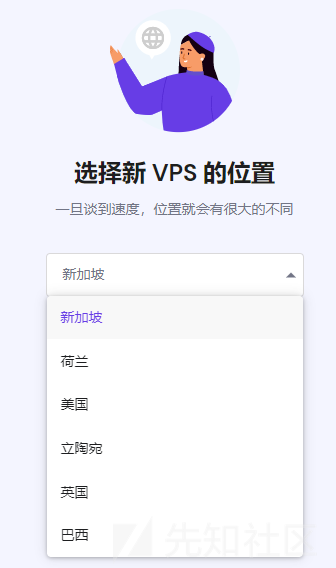 选择新 VPS 的位置
一旦谈到速度，位置就会有很大的不同
新加坡
新加坡
荷兰
美国
立陶宛
英国
巴西
先知社区